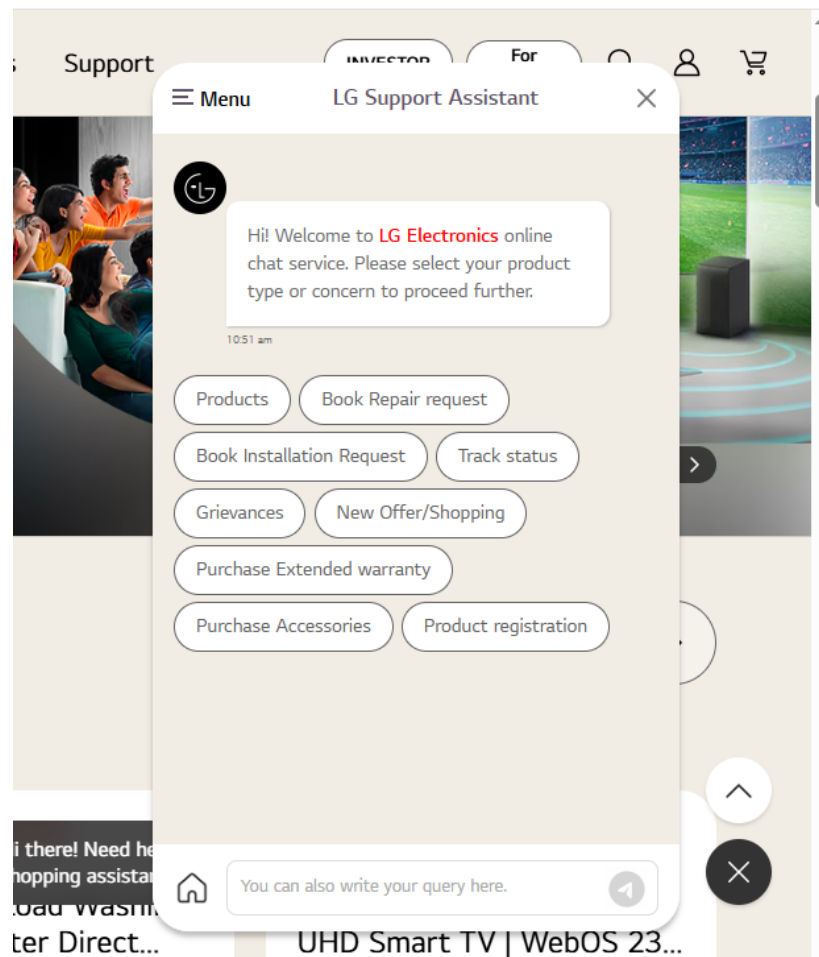 Support
For
Menu
LG Support Assistant
Hi! Welcome to LG Electronics online
chat service. Please select your product
type or concern to proceed further.
10:51 am
Products
Book Repair request
Book Installation Request
Track status
Grievances
New Offer/Shopping
Purchase Extended warranty
Purchase Accessories
Product registration
i there! Need he
hopping assista
You can also write your query here.
ter Direct...
UHD Smart TV | WebOS 23...